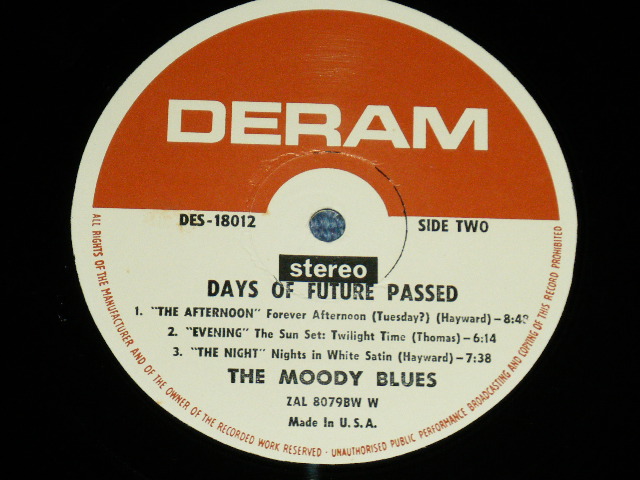 DERAM
DES-18012
SIDE TWO
stereo
DAYS OF FUTURE PASSED
1. "THE AFTERNOON" Forever Afternoon (Tuesday?) (Hayward)—8:43
2. "EVENING" The Sun Set: Twilight Time (Thomas)—6:14
3. "THE NIGHT" Nights in White Satin (Hayward)—7:38
THE MOODY BLUES
ZAL 8079BW W
Made In U.S.A.
ALL RIGHTS OF THE MANUFACTURER AND OF THE OWNER OF THE RECORDED WORK RESERVED · UNAUTHORISED PUBLIC PERFORMANCE BROADCASTING AND COPYING OF THIS RECORD PROHIBITED